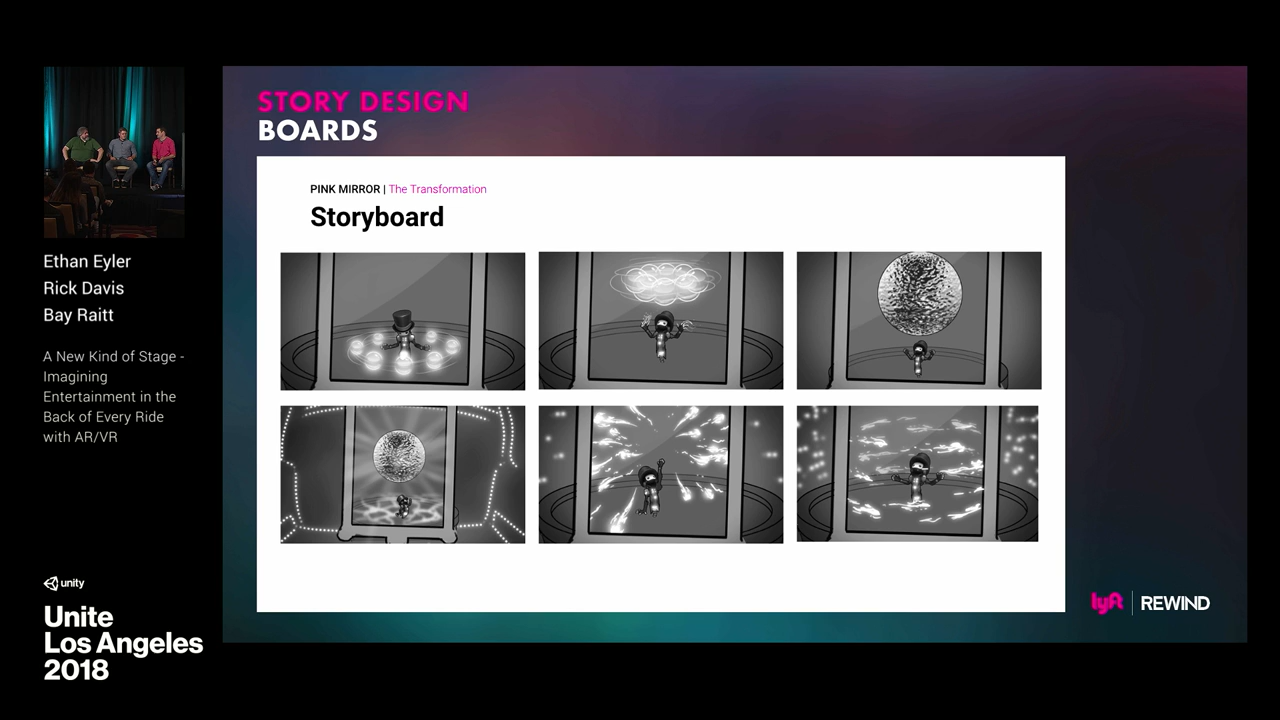 STORY DESIGN
BOARDS
PINK MIRROR | The Transformation
Storyboard
Ethan Eyler
Rick Davis
Bay Raitt
A New Kind of Stage -
Imagining
Entertainment in the
Back of Every Ride
with AR/VR
unity
Unite
Los Angeles
2018
lyft | REWIND